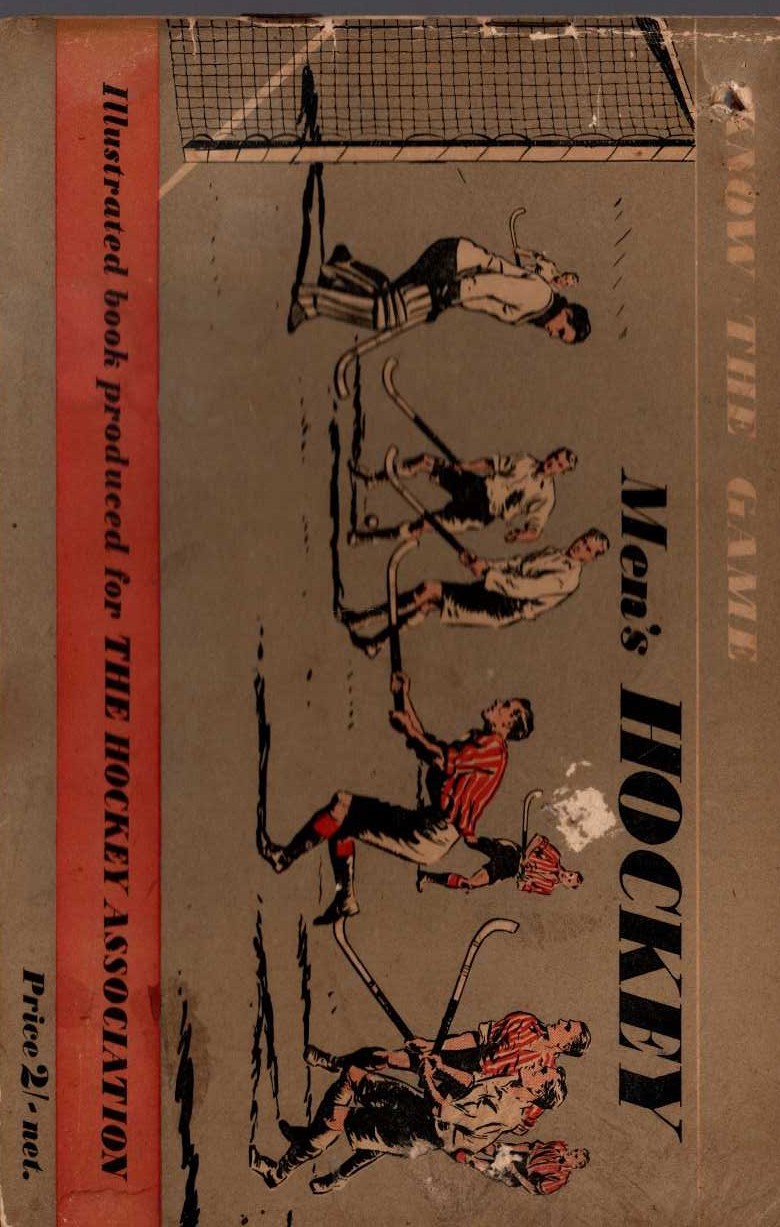 KNOW THE GAME
Men's HOCKEY
Illustrated book produced for THE HOCKEY ASSOCIATION
Price 2/- net.